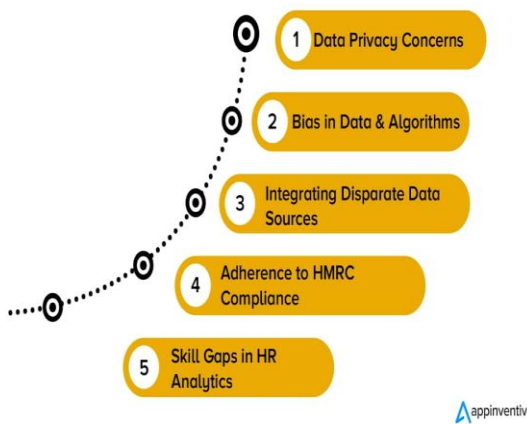 1 Data Privacy Concerns
2 Bias in Data & Algorithms
3 Integrating Disparate Data
Sources
4 Adherence to HMRC
Compliance
5 Skill Gaps in HR
Analytics
appinventiv